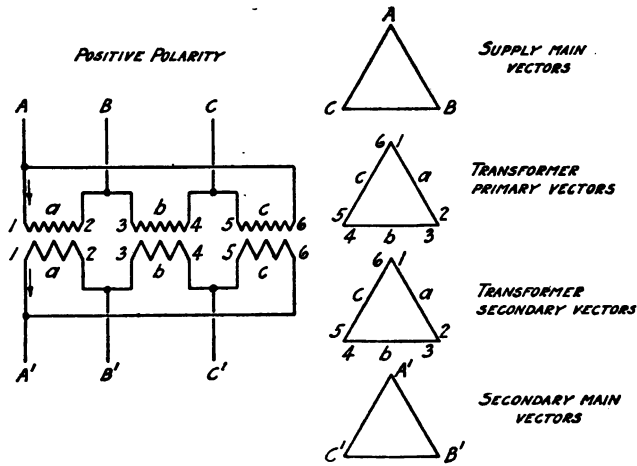 POSITIVE POLARITY
A B C
1 a 2 3 b 4 5 c 6
1 a 2 3 b 4 5 c 6
A' B' C'
A
C B
SUPPLY MAIN
VECTORS
6 1
c a
5 2
4 b 3
TRANSFORMER
PRIMARY VECTORS
6 1
c a
5 2
4 b 3
TRANSFORMER
SECONDARY VECTORS
A'
C' B'
SECONDARY MAIN
VECTORS